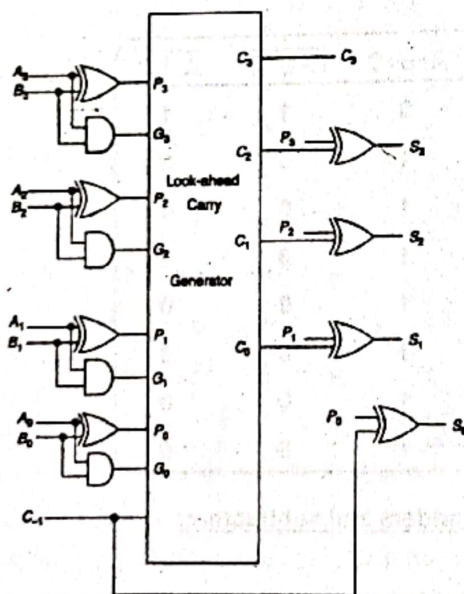 A₃
B₃
P₃
G₃
A₂
B₂
P₂
G₂
A₁
B₁
P₁
G₁
A₀
B₀
P₀
G₀
C₋₁
Look-ahead
Carry
Generator
C₃
C₃
C₂
P₃
S₃
C₁
P₂
S₂
C₀
P₁
S₁
P₀
S₀